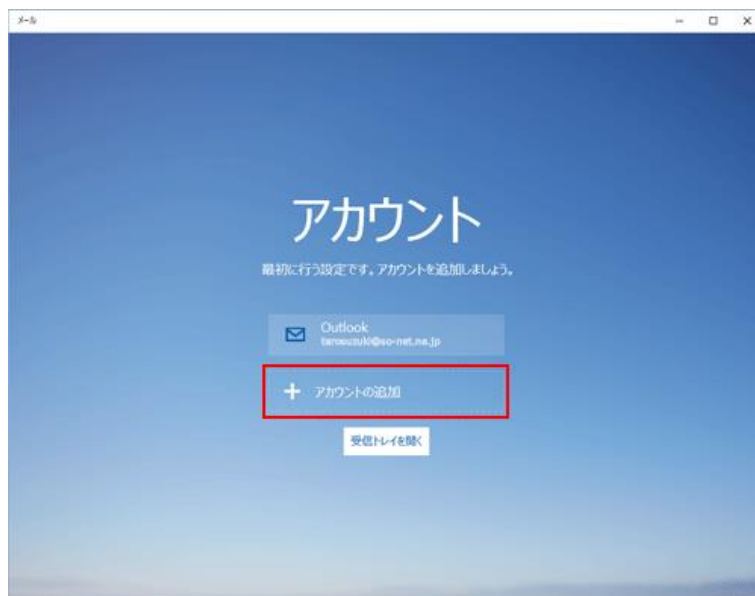 メール
アカウント
最初に行う設定です。アカウントを追加しましょう。
Outlook
tarosuzuki@so-net.ne.jp
アカウントの追加
受信トレイを開く